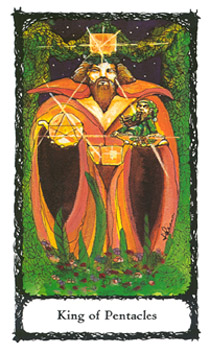 King of Pentacles